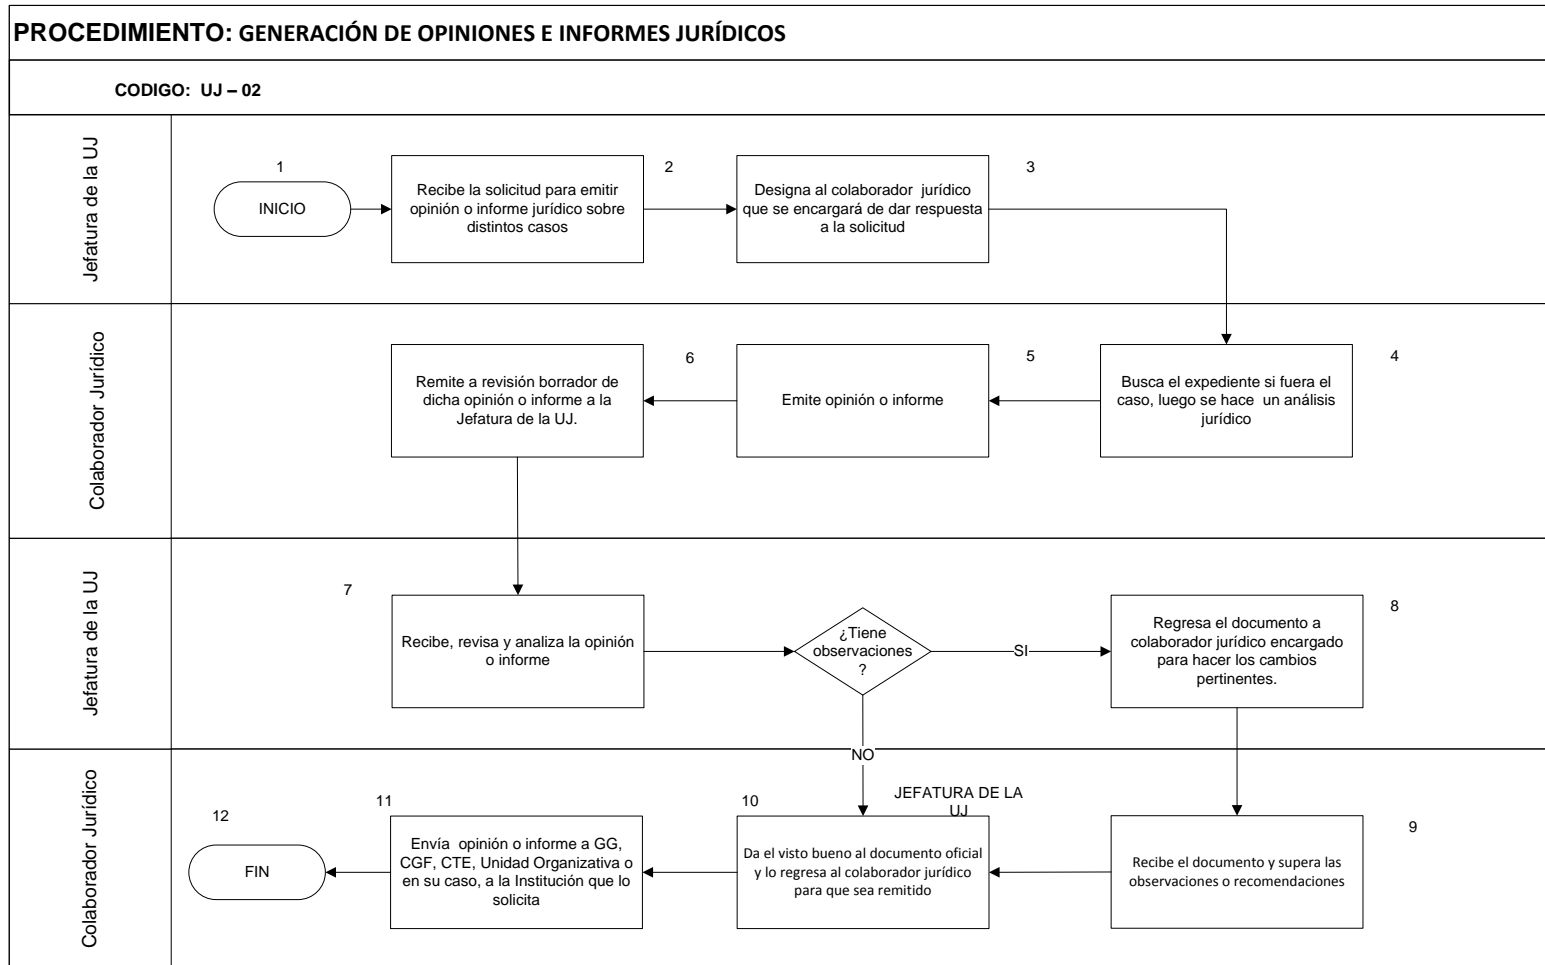 PROCEDIMIENTO: GENERACIÓN DE OPINIONES E INFORMES JURÍDICOS
CODIGO: UJ – 02
Jefatura de la UJ
1
INICIO
Recibe la solicitud para emitir
opinión o informe jurídico sobre
distintos casos
2
Designa al colaborador jurídico
que se encargará de dar respuesta
a la solicitud
3
Colaborador Jurídico
Remite a revisión borrador de
dicha opinión o informe a la
Jefatura de la UJ.
6
Emite opinión o informe
5
Busca el expediente si fuera el
caso, luego se hace un análisis
jurídico
4
Jefatura de la UJ
7
Recibe, revisa y analiza la opinión
o informe
¿Tiene
observaciones
?
SI
NO
Regresa el documento a
colaborador jurídico encargado
para hacer los cambios
pertinentes.
8
Colaborador Jurídico
12
FIN
11
Envía opinión o informe a GG,
CGF, CTE, Unidad Organizativa o
en su caso, a la Institución que lo
solicita
10
JEFATURA DE LA
UJ
Da el visto bueno al documento oficial
y lo regresa al colaborador jurídico
para que sea remitido
Recibe el documento y supera las
observaciones o recomendaciones
9